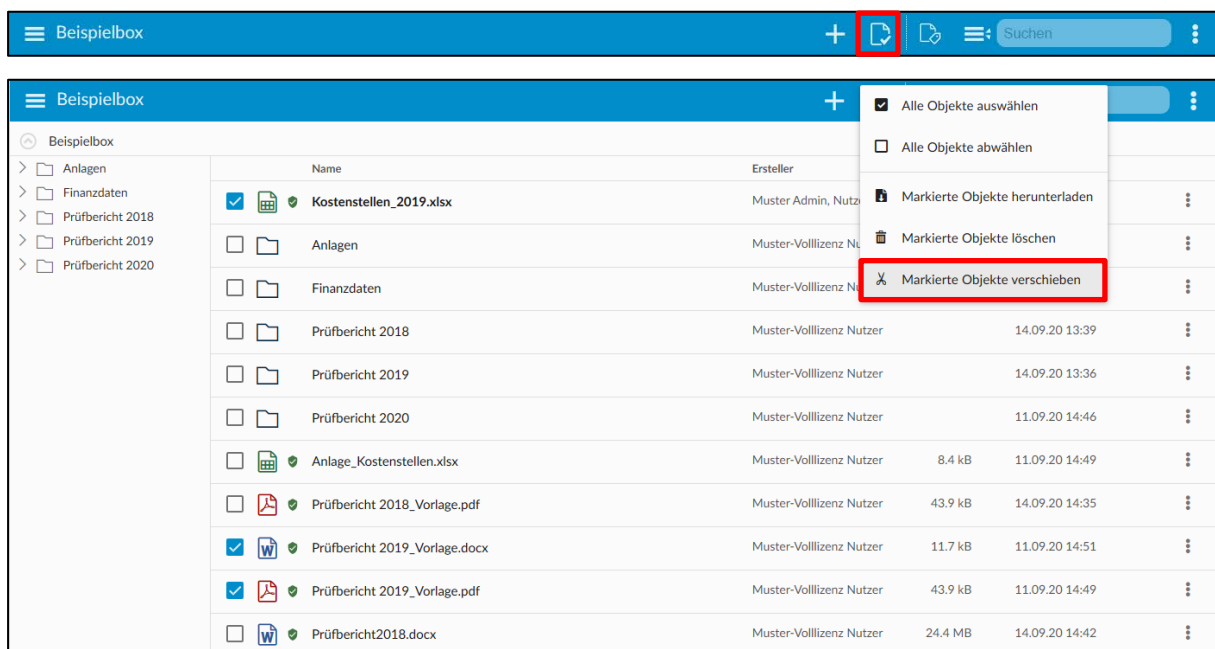 Beispielbox
Suchen
Beispielbox
Alle Objekte auswählen
Alle Objekte abwählen
Markierte Objekte herunterladen
Markierte Objekte löschen
Markierte Objekte verschieben
Beispielbox
Anlagen
Finanzdaten
Prüfbericht 2018
Prüfbericht 2019
Prüfbericht 2020
Name Ersteller
Kostenstellen_2019.xlsx Muster Admin, Nutz
Anlagen Muster-Volllizenz Nu
Finanzdaten Muster-Volllizenz N
Prüfbericht 2018 Muster-Volllizenz Nutzer 14.09.20 13:39
Prüfbericht 2019 Muster-Volllizenz Nutzer 14.09.20 13:36
Prüfbericht 2020 Muster-Volllizenz Nutzer 11.09.20 14:46
Anlage_Kostenstellen.xlsx Muster-Volllizenz Nutzer 8.4 kB 11.09.20 14:49
Prüfbericht 2018_Vorlage.pdf Muster-Volllizenz Nutzer 43.9 kB 14.09.20 14:35
Prüfbericht 2019_Vorlage.docx Muster-Volllizenz Nutzer 11.7 kB 11.09.20 14:51
Prüfbericht 2019_Vorlage.pdf Muster-Volllizenz Nutzer 43.9 kB 11.09.20 14:49
Prüfbericht2018.docx Muster-Volllizenz Nutzer 24.4 MB 14.09.20 14:42